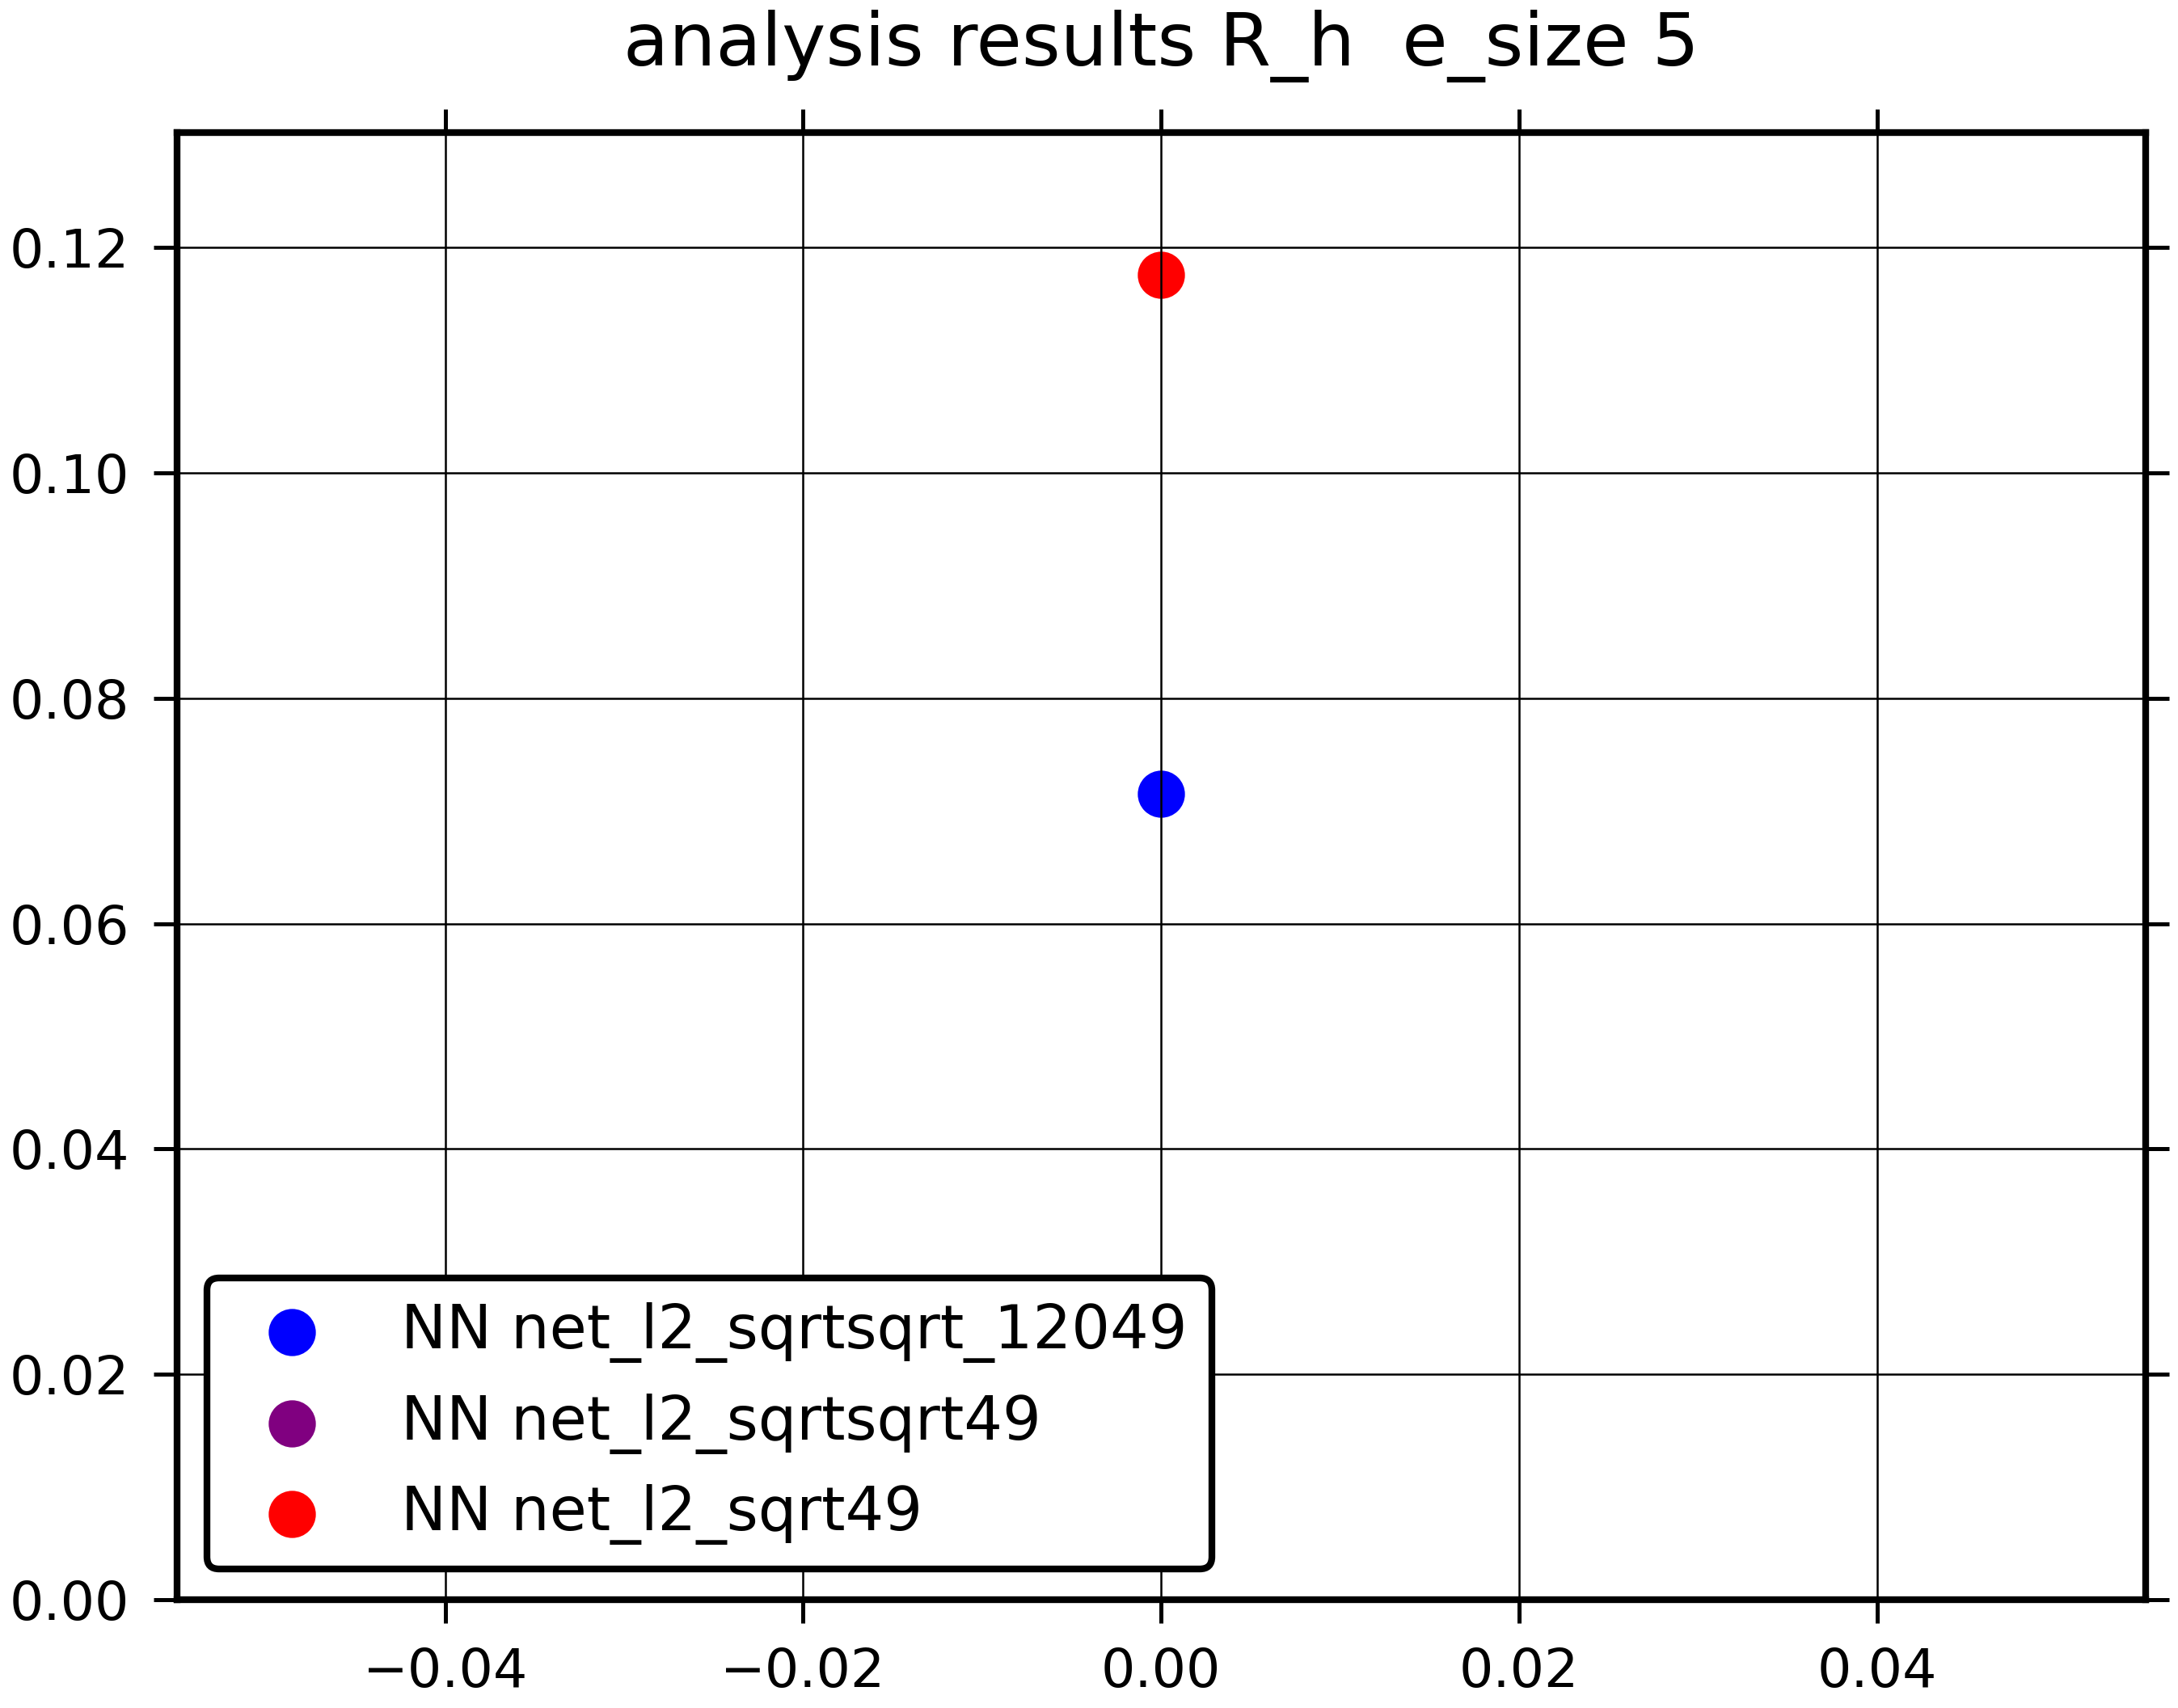 analysis results R_h  e_size 5
0.12
0.10
0.08
0.06
0.04
0.02
0.00
NN net_l2_sqrtsqrt_12049
NN net_l2_sqrtsqrt49
NN net_l2_sqrt49
−0.04 −0.02 0.00 0.02 0.04